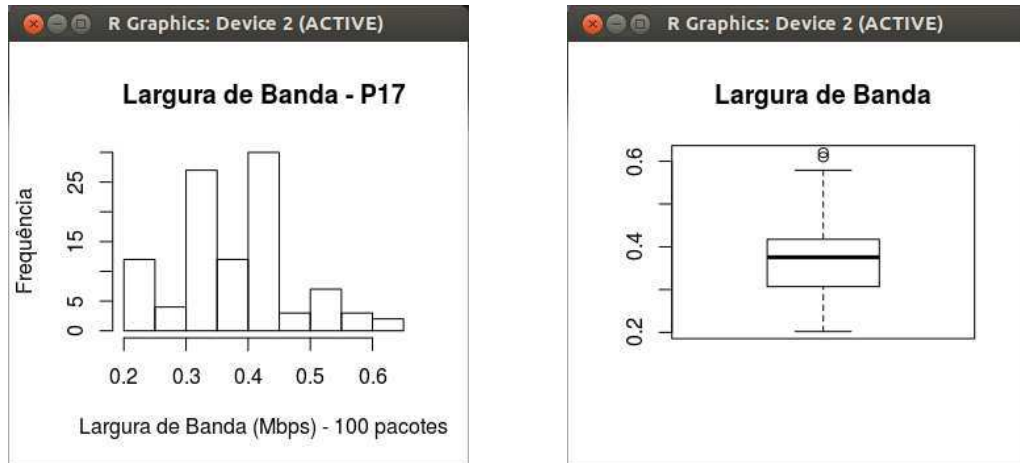 R Graphics: Device 2 (ACTIVE)
Largura de Banda - P17
Frequência
25
15
5
0
0.2 0.3 0.4 0.5 0.6
Largura de Banda (Mbps) - 100 pacotes
R Graphics: Device 2 (ACTIVE)
Largura de Banda
0.6
0.4
0.2